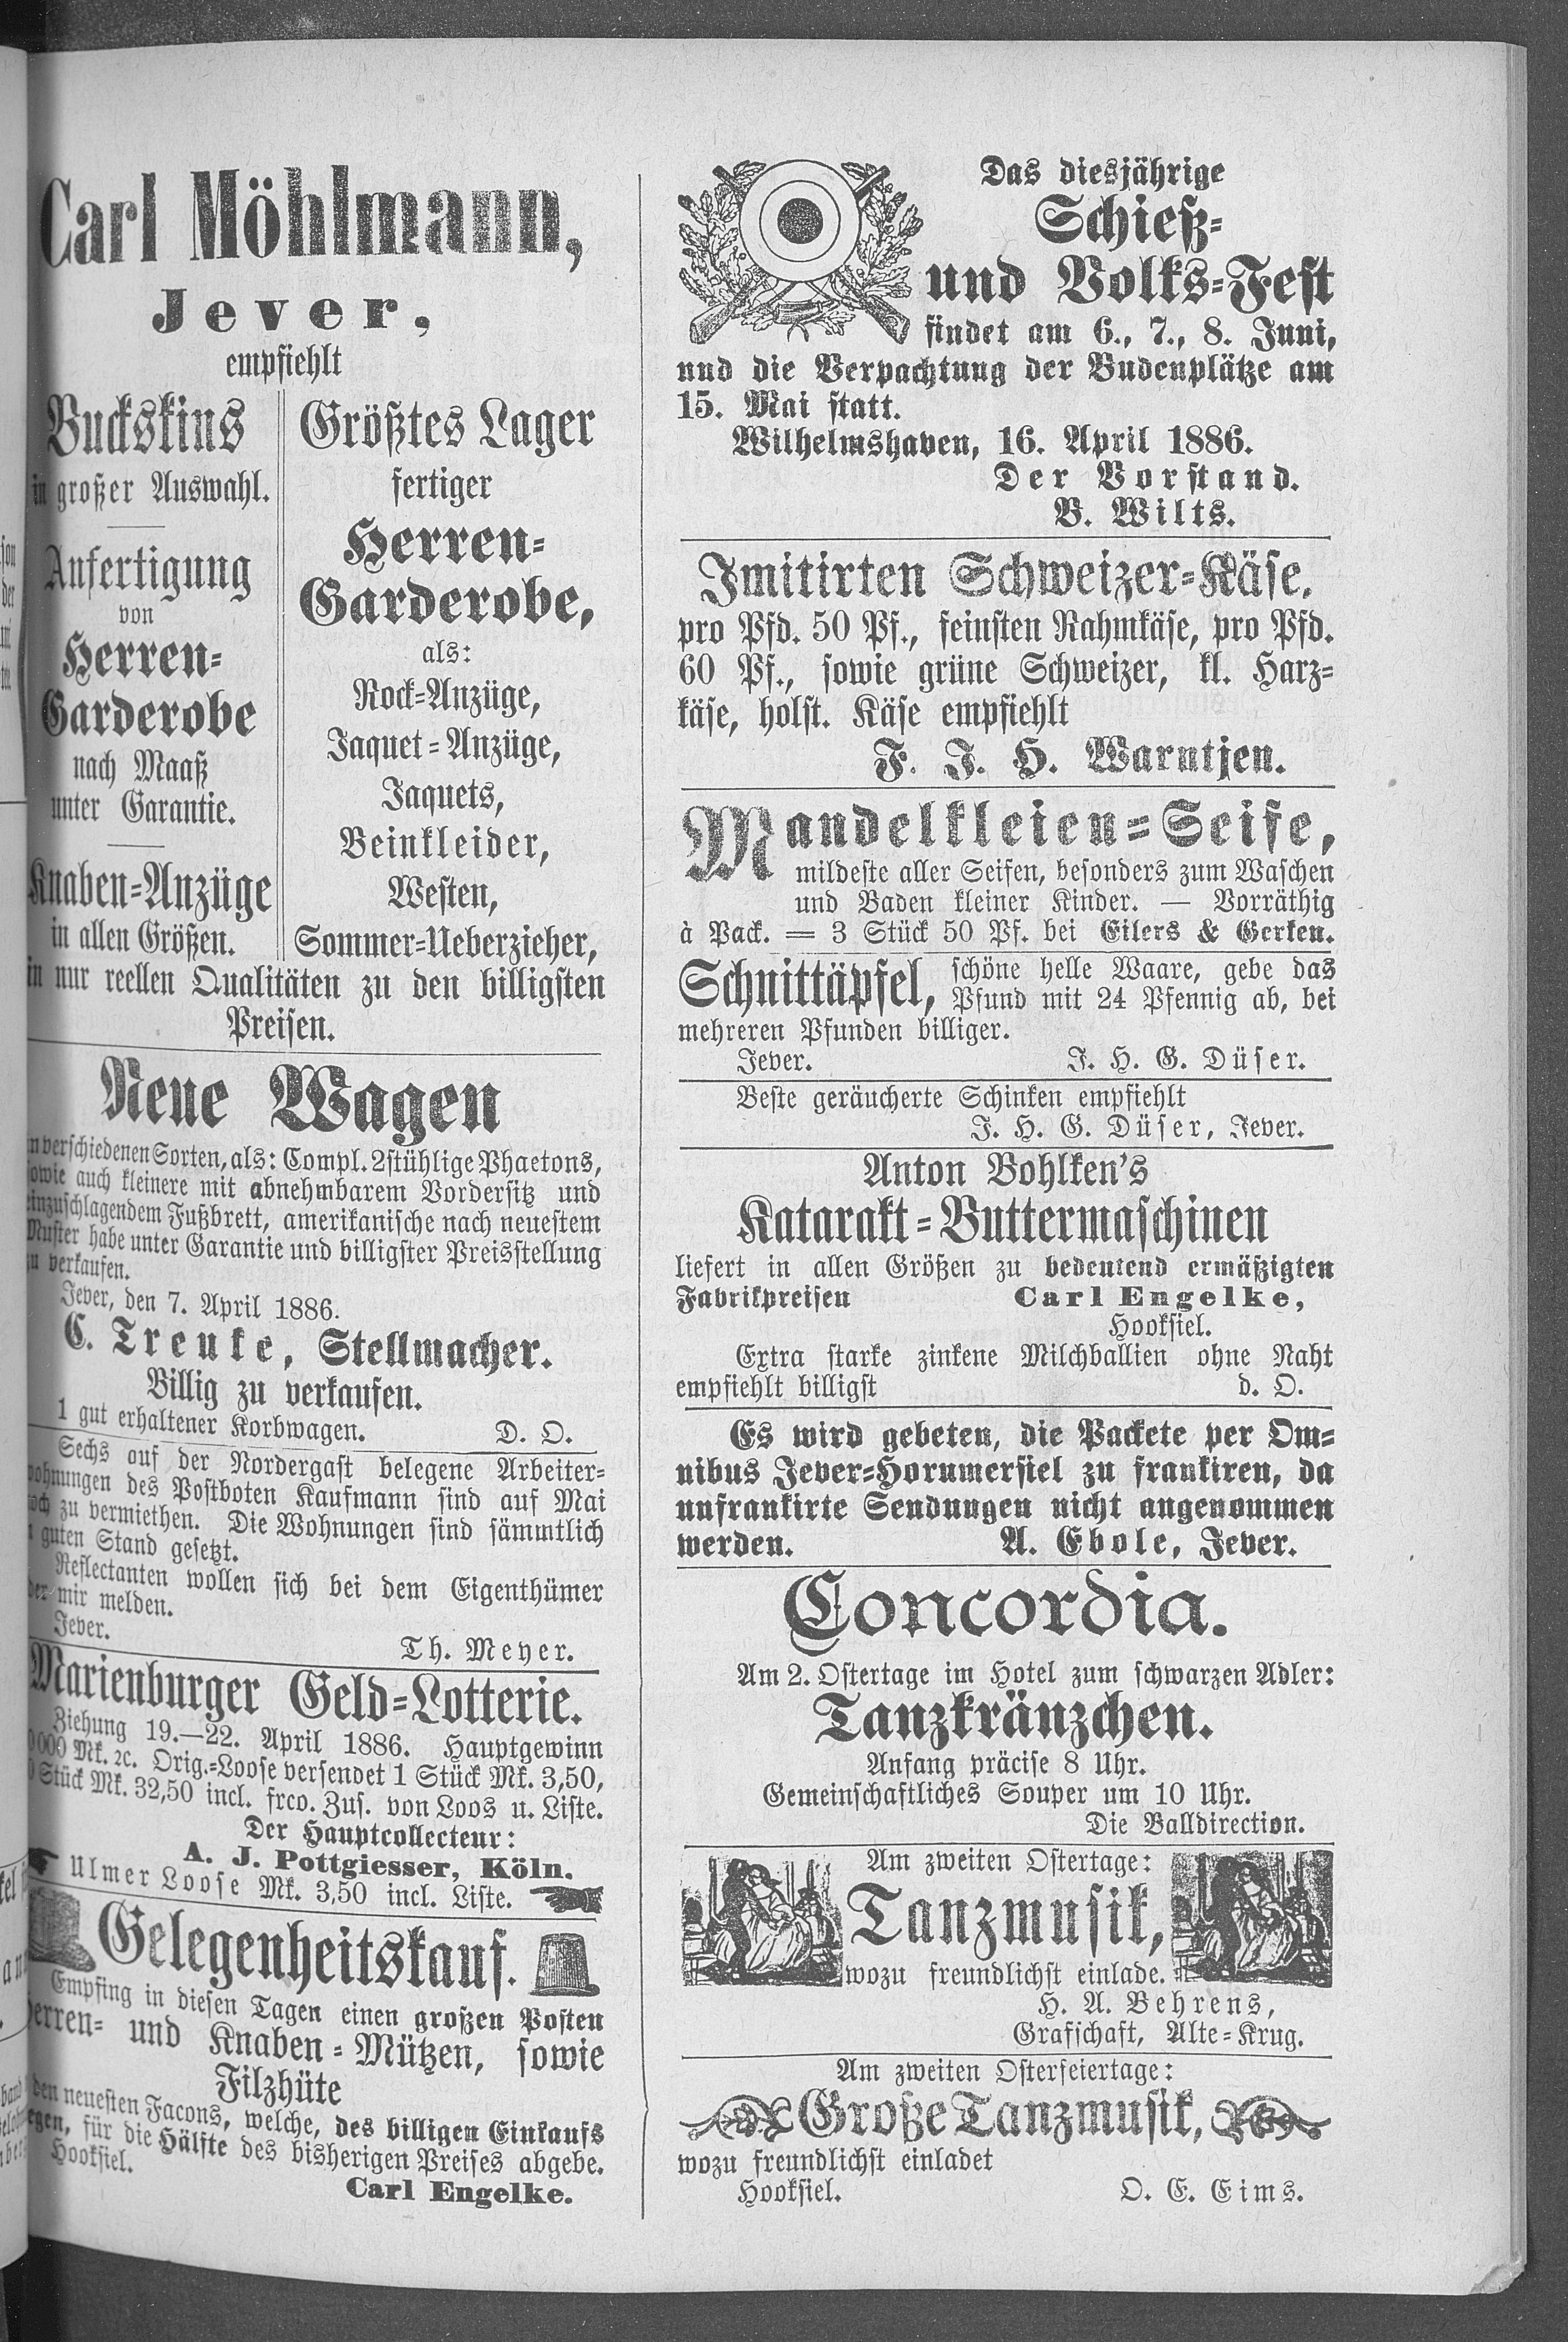 Carl Möhlmann,
Jever,
empfiehlt
Buckskins
in großer Auswahl.
Anfertigung
von
Herren-
Garderobe
nach Maaß
unter Garantie.
Knaben-Anzüge
in allen Größen.
Größtes Lager
fertiger
Herren-
Garderobe,
als:
Rock-Anzüge,
Jaquet-Anzüge,
Jaquets,
Beinkleider,
Westen,
Sommer-Ueberzieher,
in nur reellen Qualitäten zu den billigsten
Preisen.
Neue Wagen
in verschiedenen Sorten, als: Compl. 2stühlige Phaetons,
sowie auch kleinere mit abnehmbarem Vordersitz und
einzuschlagendem Fußbrett, amerikanische nach neuestem
Muster habe unter Garantie und billigster Preisstellung
zu verkaufen.
Jever, den 7. April 1886.
C. Treuke, Stellmacher.
Billig zu verkaufen.
1 gut erhaltener Korbwagen. D. O.
Sechs auf der Nordergast belegene Arbeiter-
wohnungen des Postboten Kaufmann sind auf Mai
noch zu vermiethen. Die Wohnungen sind sämmtlich
guten Stand gesetzt.
Reflectanten wollen sich bei dem Eigenthümer
der mir melden.
Jever.
Th. Meyer.
Marienburger Geld-Lotterie.
Ziehung 19.—22. April 1886. Hauptgewinn
000 Mk. 2c. Orig.-Loose versendet 1 Stück Mk. 3,50,
Stück Mk. 32,50 incl. frco. Zus. von Loos u. Liste.
Der Hauptcollecteur:
A. J. Pottgiesser, Köln.
Ulmer Loose Mk. 3,50 incl. Liste.
Gelegenheitskauf.
Empfing in diesen Tagen einen großen Posten
Herren- und Knaben-Mützen, sowie
Filzhüte
den neuesten Facons, welche, des billigen Einkaufs
wegen, für die Hälfte des bisherigen Preises abgebe.
Hooksiel.
Carl Engelke.
Das diesjährige
Schieß-
und Volks-Fest
findet am 6., 7., 8. Juni,
und die Verpachtung der Budenplätze am
15. Mai statt.
Wilhelmshaven, 16. April 1886.
Der Vorstand.
B. Wilts.
Imitirten Schweizer-Käse,
pro Pfd. 50 Pf., feinsten Rahmkäse, pro Pfd.
60 Pf., sowie grüne Schweizer, kl. Harz-
käse, holst. Käse empfiehlt
F. J. H. Warntjen.
Mandelkleien-Seife,
mildeste aller Seifen, besonders zum Waschen
und Baden kleiner Kinder. — Vorräthig
à Pack. = 3 Stück 50 Pf. bei Eilers & Gerken.
Schnittäpfel, schöne helle Waare, gebe das
Pfund mit 24 Pfennig ab, bei
mehreren Pfunden billiger.
Jever. J. H. G. Düser.
Beste geräucherte Schinken empfiehlt
J. H. G. Düser, Jever.
Anton Bohlken's
Katarakt-Buttermaschinen
liefert in allen Größen zu bedeutend ermäßigten
Fabrikpreisen Carl Engelke,
Hooksiel.
Extra starke zinkene Milchballien ohne Naht
empfiehlt billigst d. O.
Es wird gebeten, die Packete per Om-
nibus Jever-Horumersiel zu frankiren, da
unfrankirte Sendungen nicht angenommen
werden. A. Ebole, Jever.
Concordia.
Am 2. Ostertage im Hotel zum schwarzen Adler:
Tanzkränzchen.
Anfang präcise 8 Uhr.
Gemeinschaftliches Souper um 10 Uhr.
Die Balldirection.
Am zweiten Ostertage:
Tanzmusik,
wozu freundlichst einlade.
H. A. Behrens,
Grafschaft, Alte-Krug.
Am zweiten Osterfeiertage:
Große Tanzmusik,
wozu freundlichst einladet
Hooksiel. O. E. Eims.